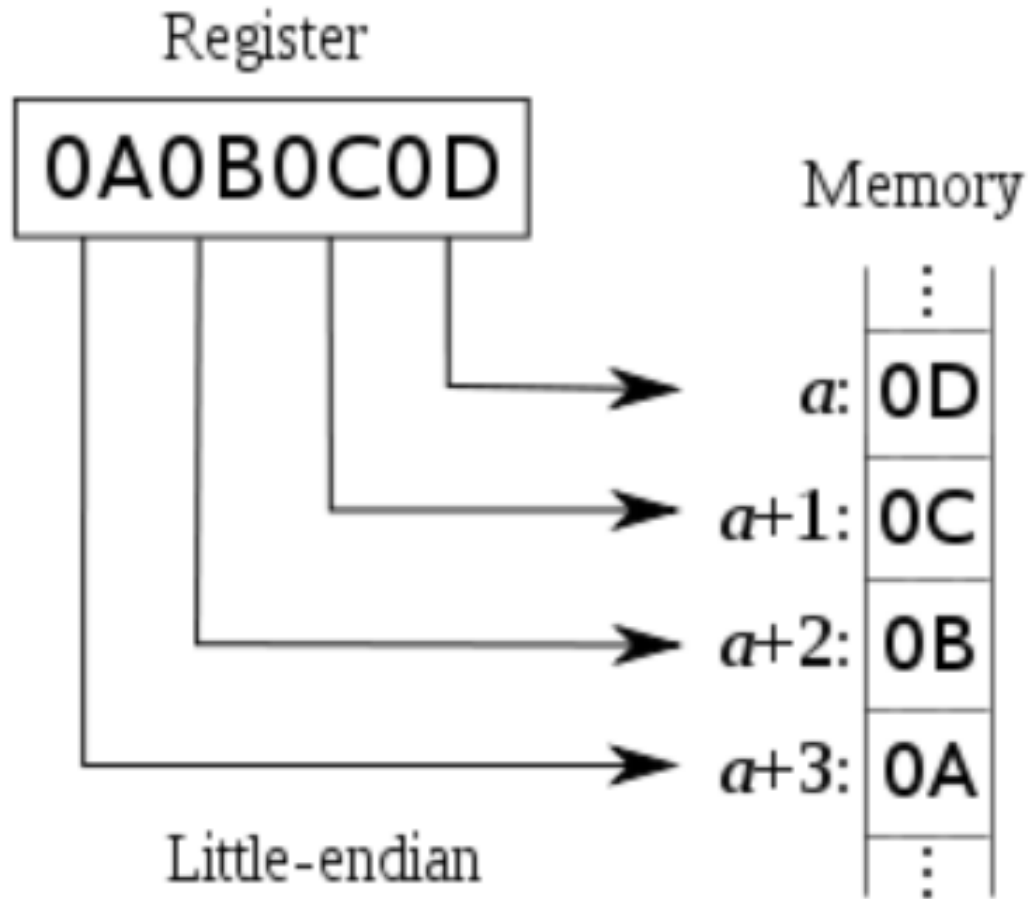 Register
0A0B0C0D
Memory
⋮
a: 0D
a+1: 0C
a+2: 0B
a+3: 0A
⋮
Little-endian